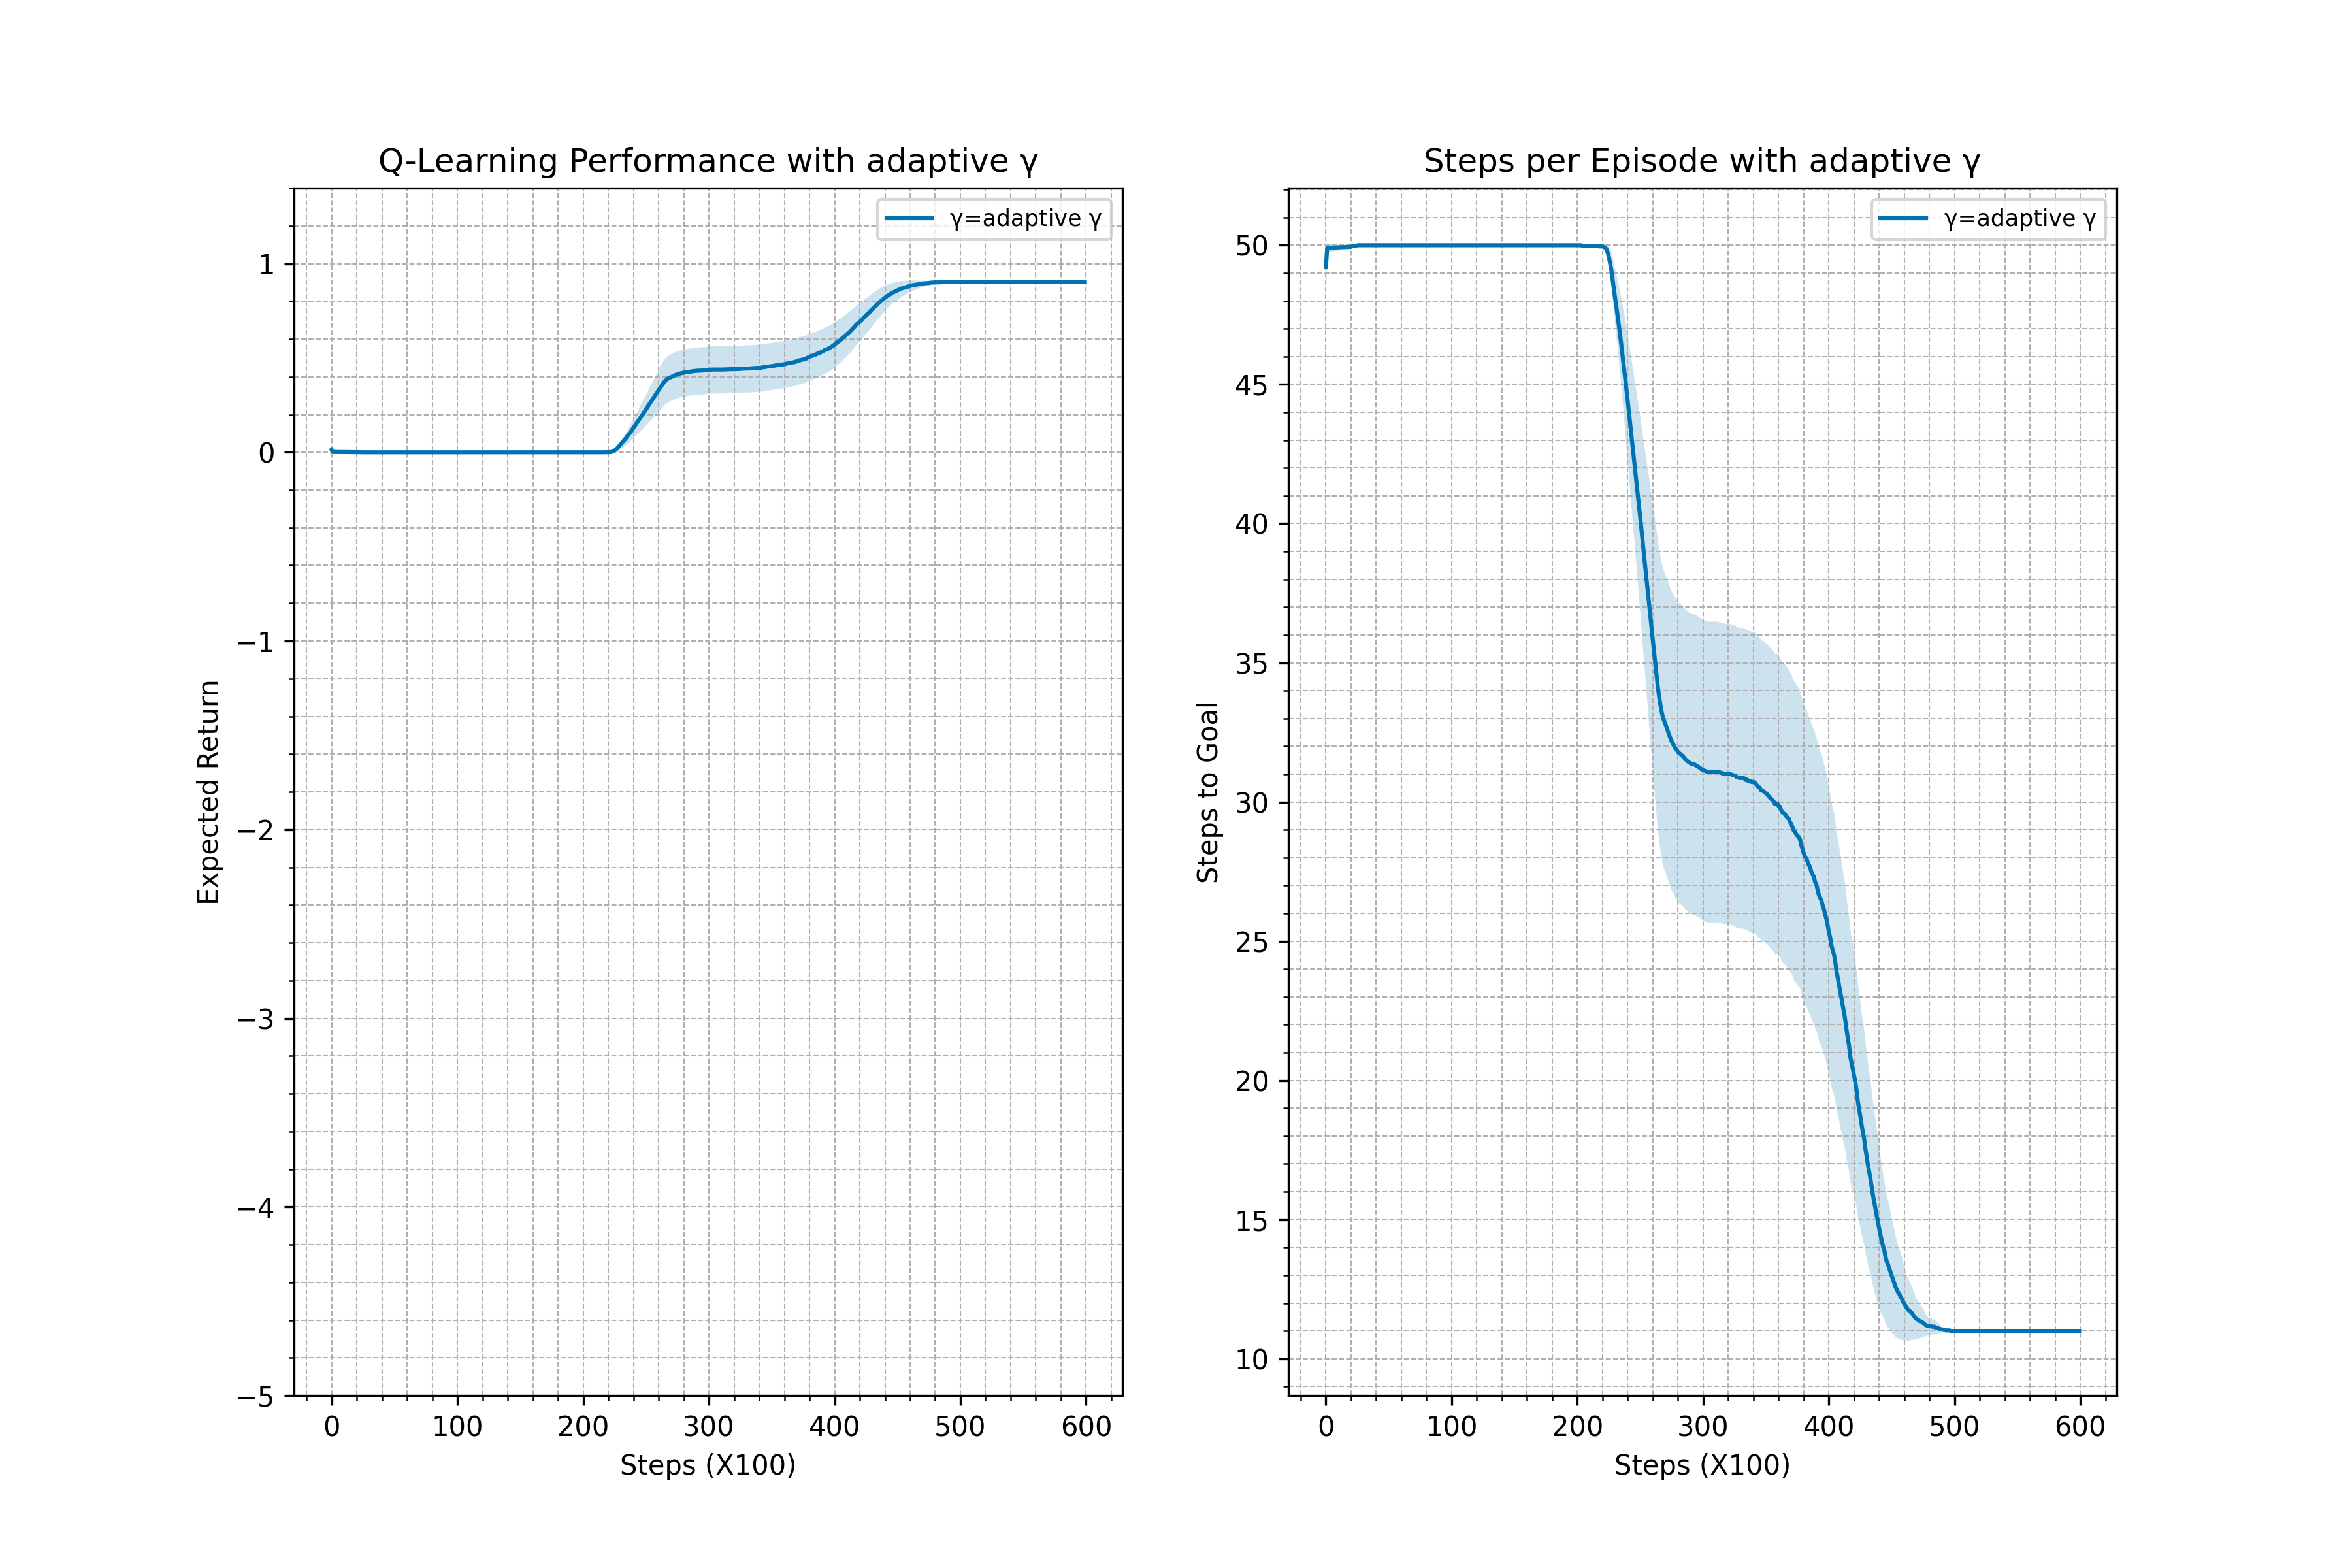 Q-Learning Performance with adaptive γ
γ=adaptive γ
1
0
−1
−2
−3
−4
−5
Expected Return
0 100 200 300 400 500 600
Steps (X100)
Steps per Episode with adaptive γ
γ=adaptive γ
50
45
40
35
30
25
20
15
10
Steps to Goal
0 100 200 300 400 500 600
Steps (X100)